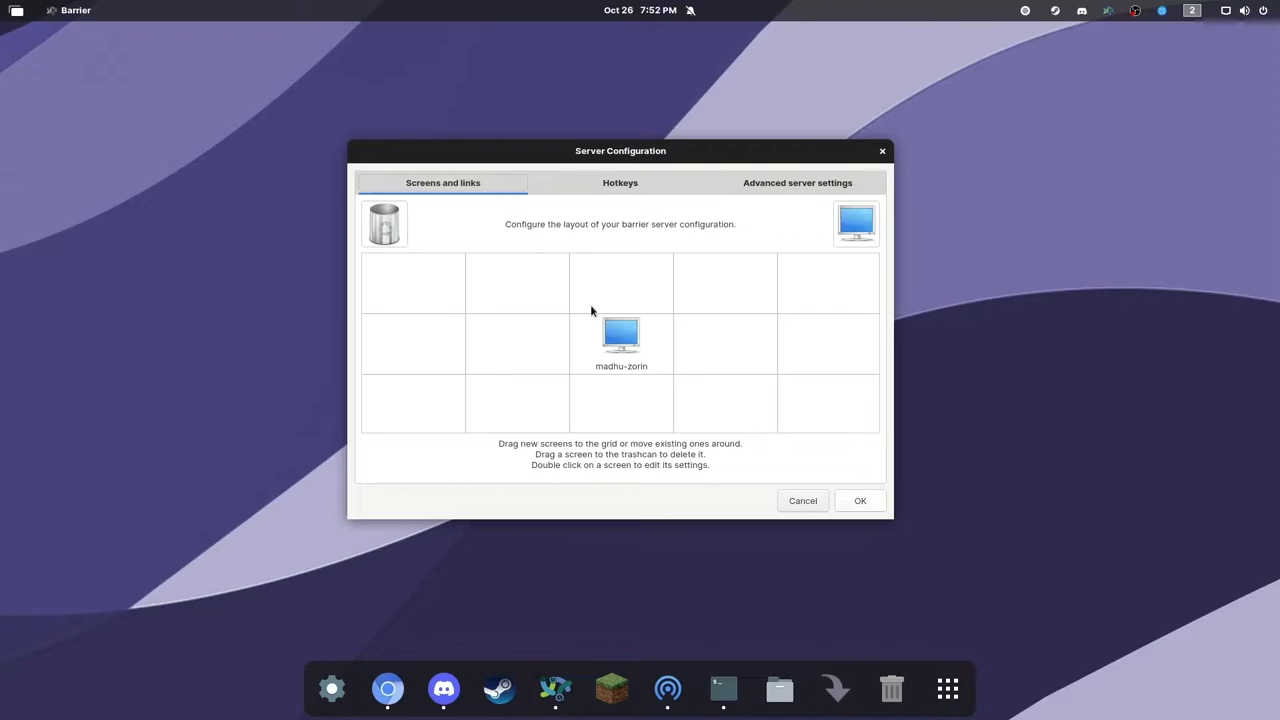 Barrier
Oct 26 7:52 PM
2
Server Configuration
Screens and links
Hotkeys
Advanced server settings
Configure the layout of your barrier server configuration.
madhu-zorin
Drag new screens to the grid or move existing ones around.
Drag a screen to the trashcan to delete it.
Double click on a screen to edit its settings.
Cancel
OK